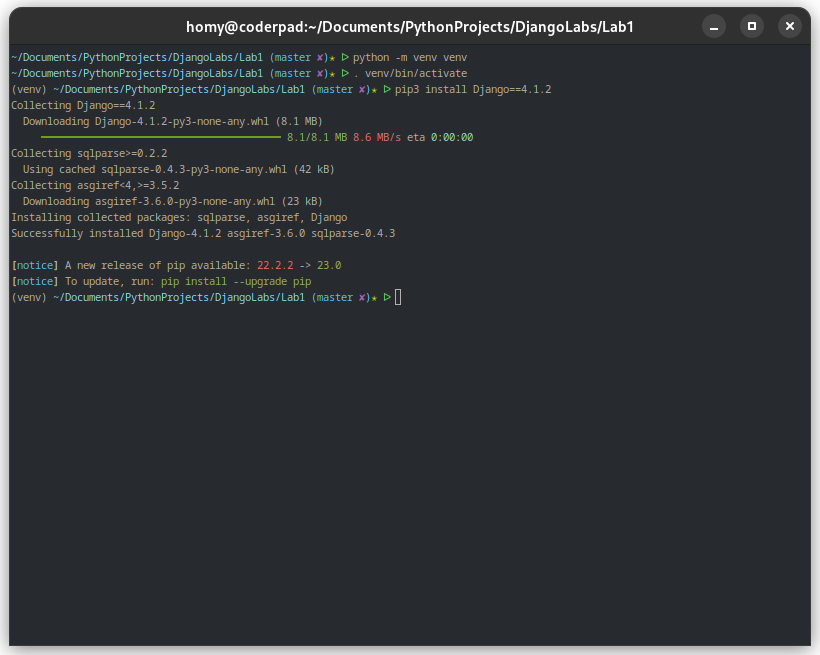 homy@coderpad:~/Documents/PythonProjects/DjangoLabs/Lab1
~/Documents/PythonProjects/DjangoLabs/Lab1 (master ✘)★ ▷ python -m venv venv
~/Documents/PythonProjects/DjangoLabs/Lab1 (master ✘)★ ▷ . venv/bin/activate
(venv) ~/Documents/PythonProjects/DjangoLabs/Lab1 (master ✘)★ ▷ pip3 install Django==4.1.2
Collecting Django==4.1.2
  Downloading Django-4.1.2-py3-none-any.whl (8.1 MB)
     ━━━━━━━━━━━━━━━━━━━━━━━━━━━━━━━━━━━━━━━━ 8.1/8.1 MB 8.6 MB/s eta 0:00:00
Collecting sqlparse>=0.2.2
  Using cached sqlparse-0.4.3-py3-none-any.whl (42 kB)
Collecting asgiref<4,>=3.5.2
  Downloading asgiref-3.6.0-py3-none-any.whl (23 kB)
Installing collected packages: sqlparse, asgiref, Django
Successfully installed Django-4.1.2 asgiref-3.6.0 sqlparse-0.4.3
[notice] A new release of pip available: 22.2.2 -> 23.0
[notice] To update, run: pip install --upgrade pip
(venv) ~/Documents/PythonProjects/DjangoLabs/Lab1 (master ✘)★ ▷